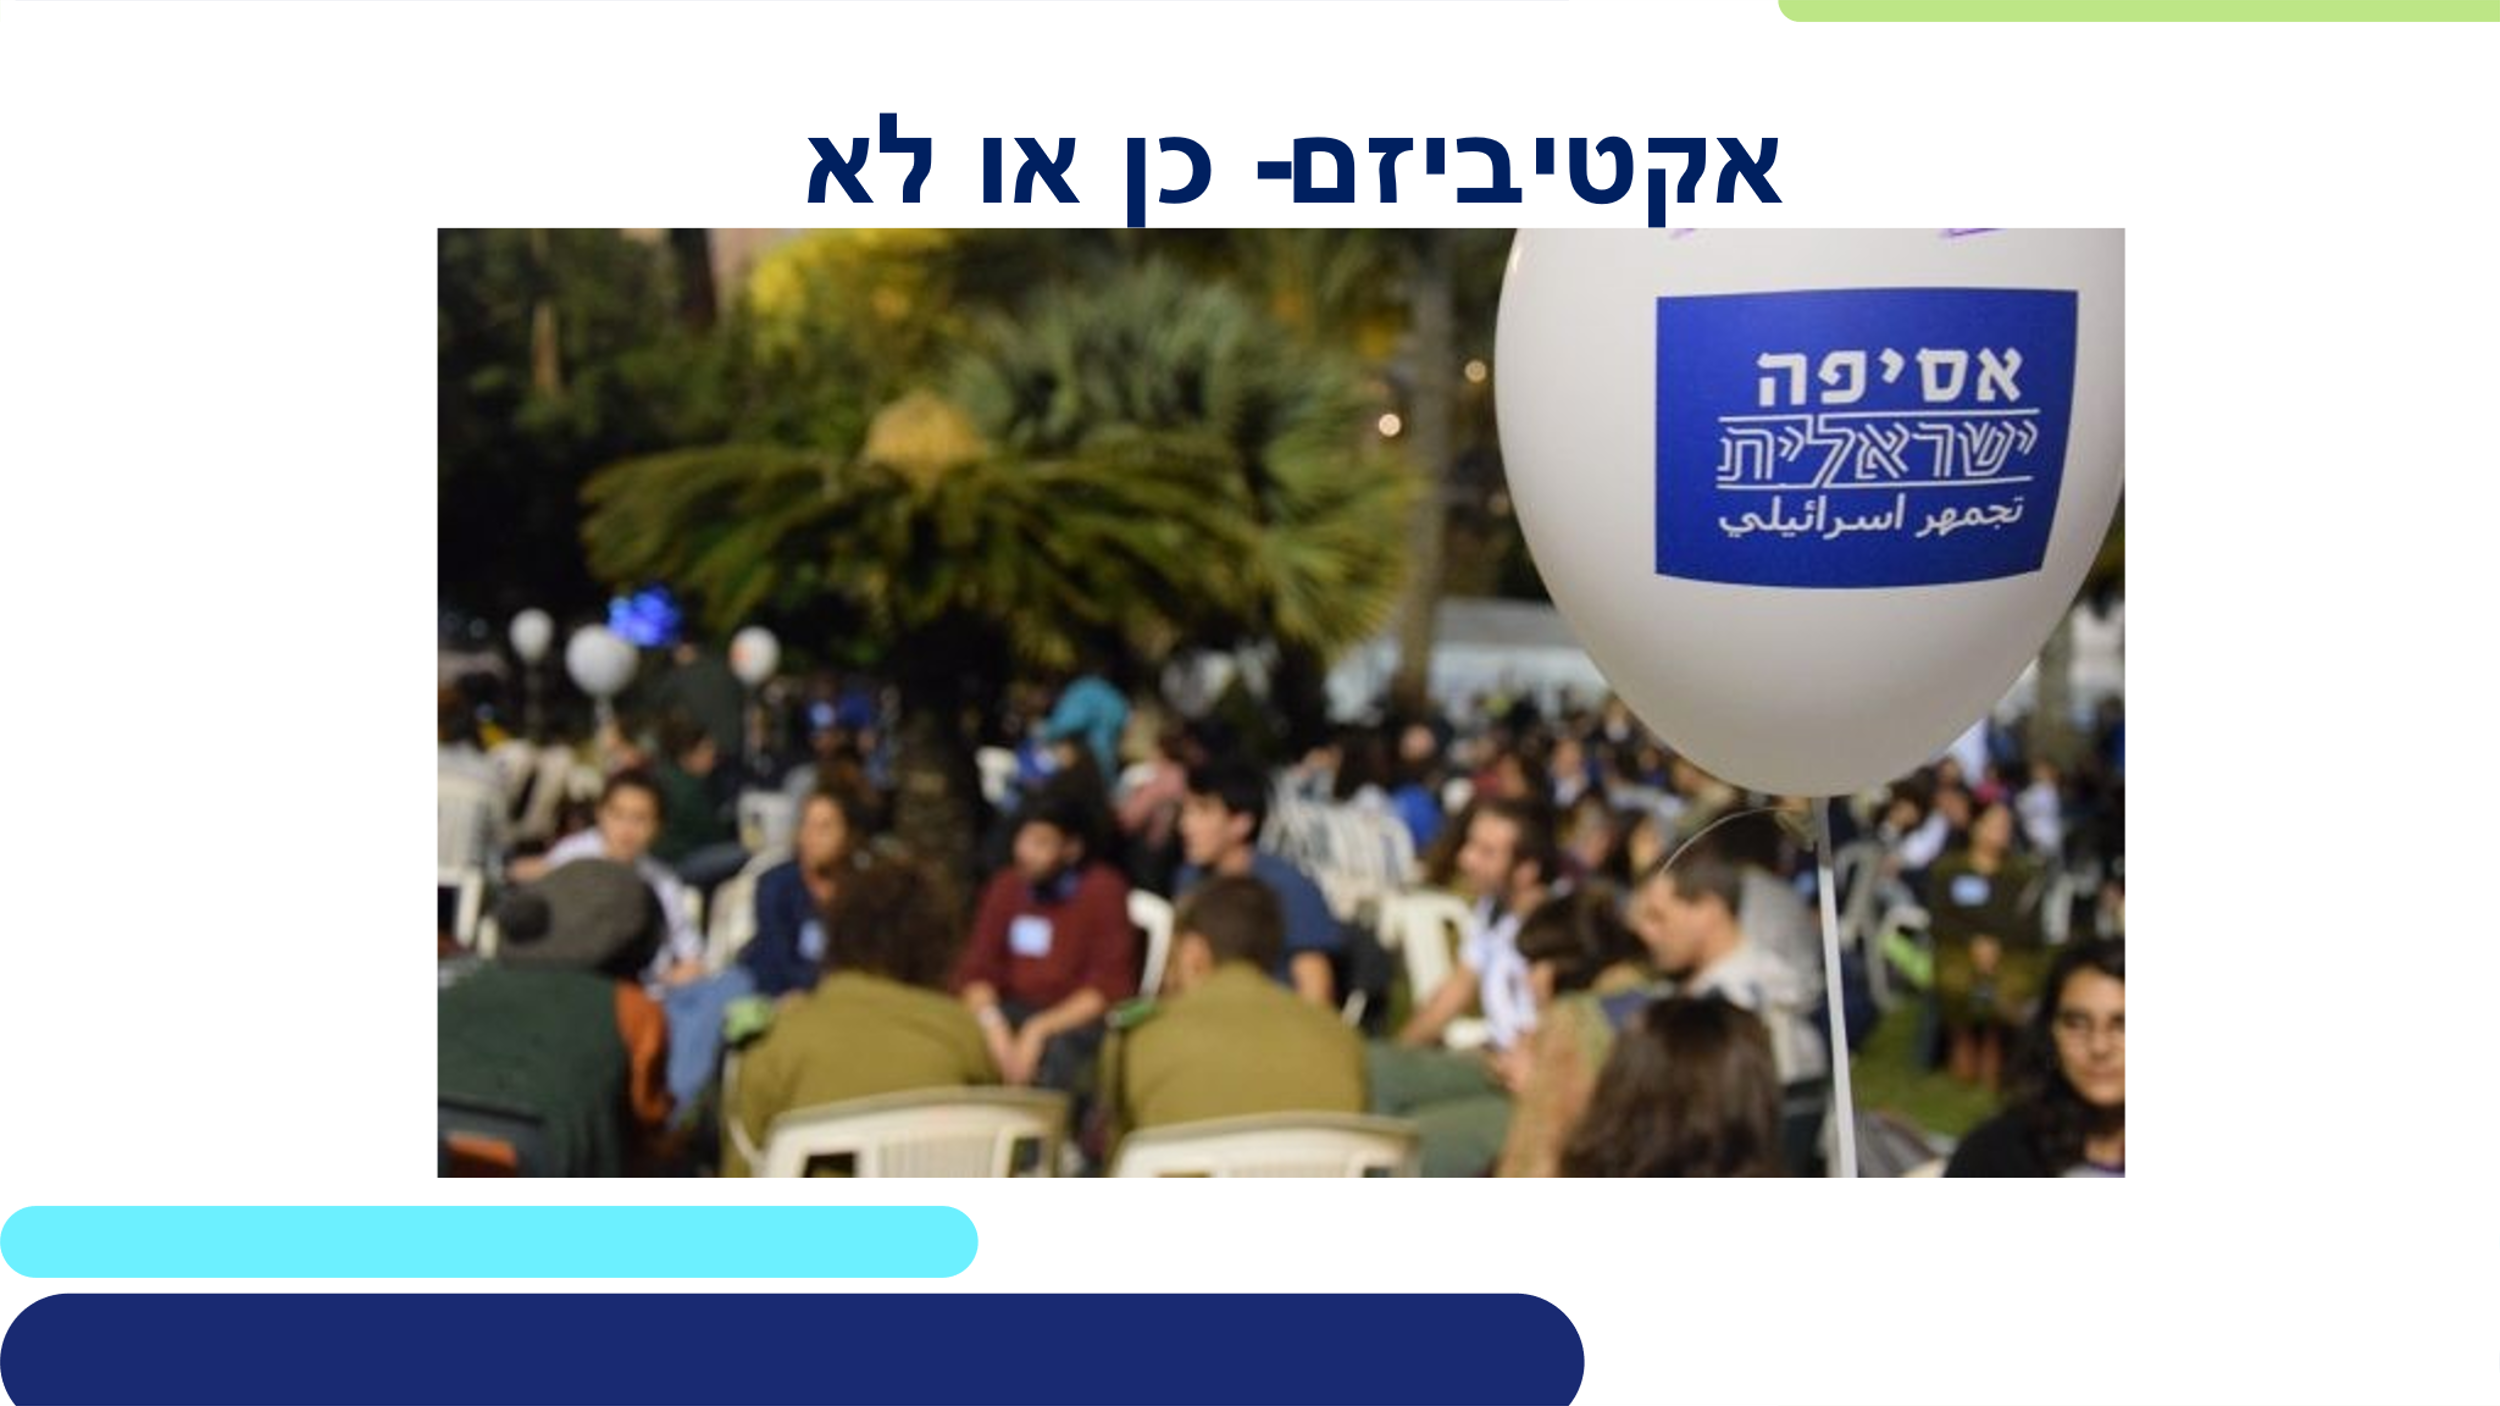 אקטיביזם- כן או לא
אסיפה
ישראלית
تجمهر اسرائيلي